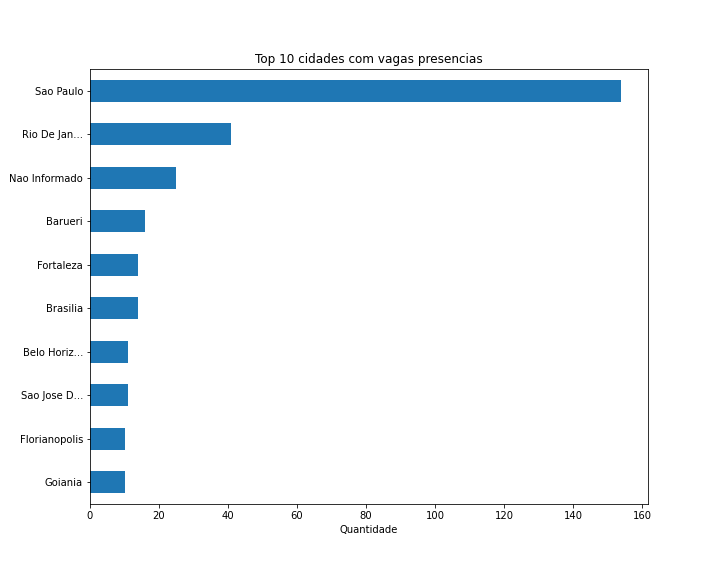 Top 10 cidades com vagas presencias
Sao Paulo
Rio De Jan...
Nao Informado
Barueri
Fortaleza
Brasilia
Belo Horiz...
Sao Jose D...
Florianopolis
Goiania
0 20 40 60 80 100 120 140 160
Quantidade